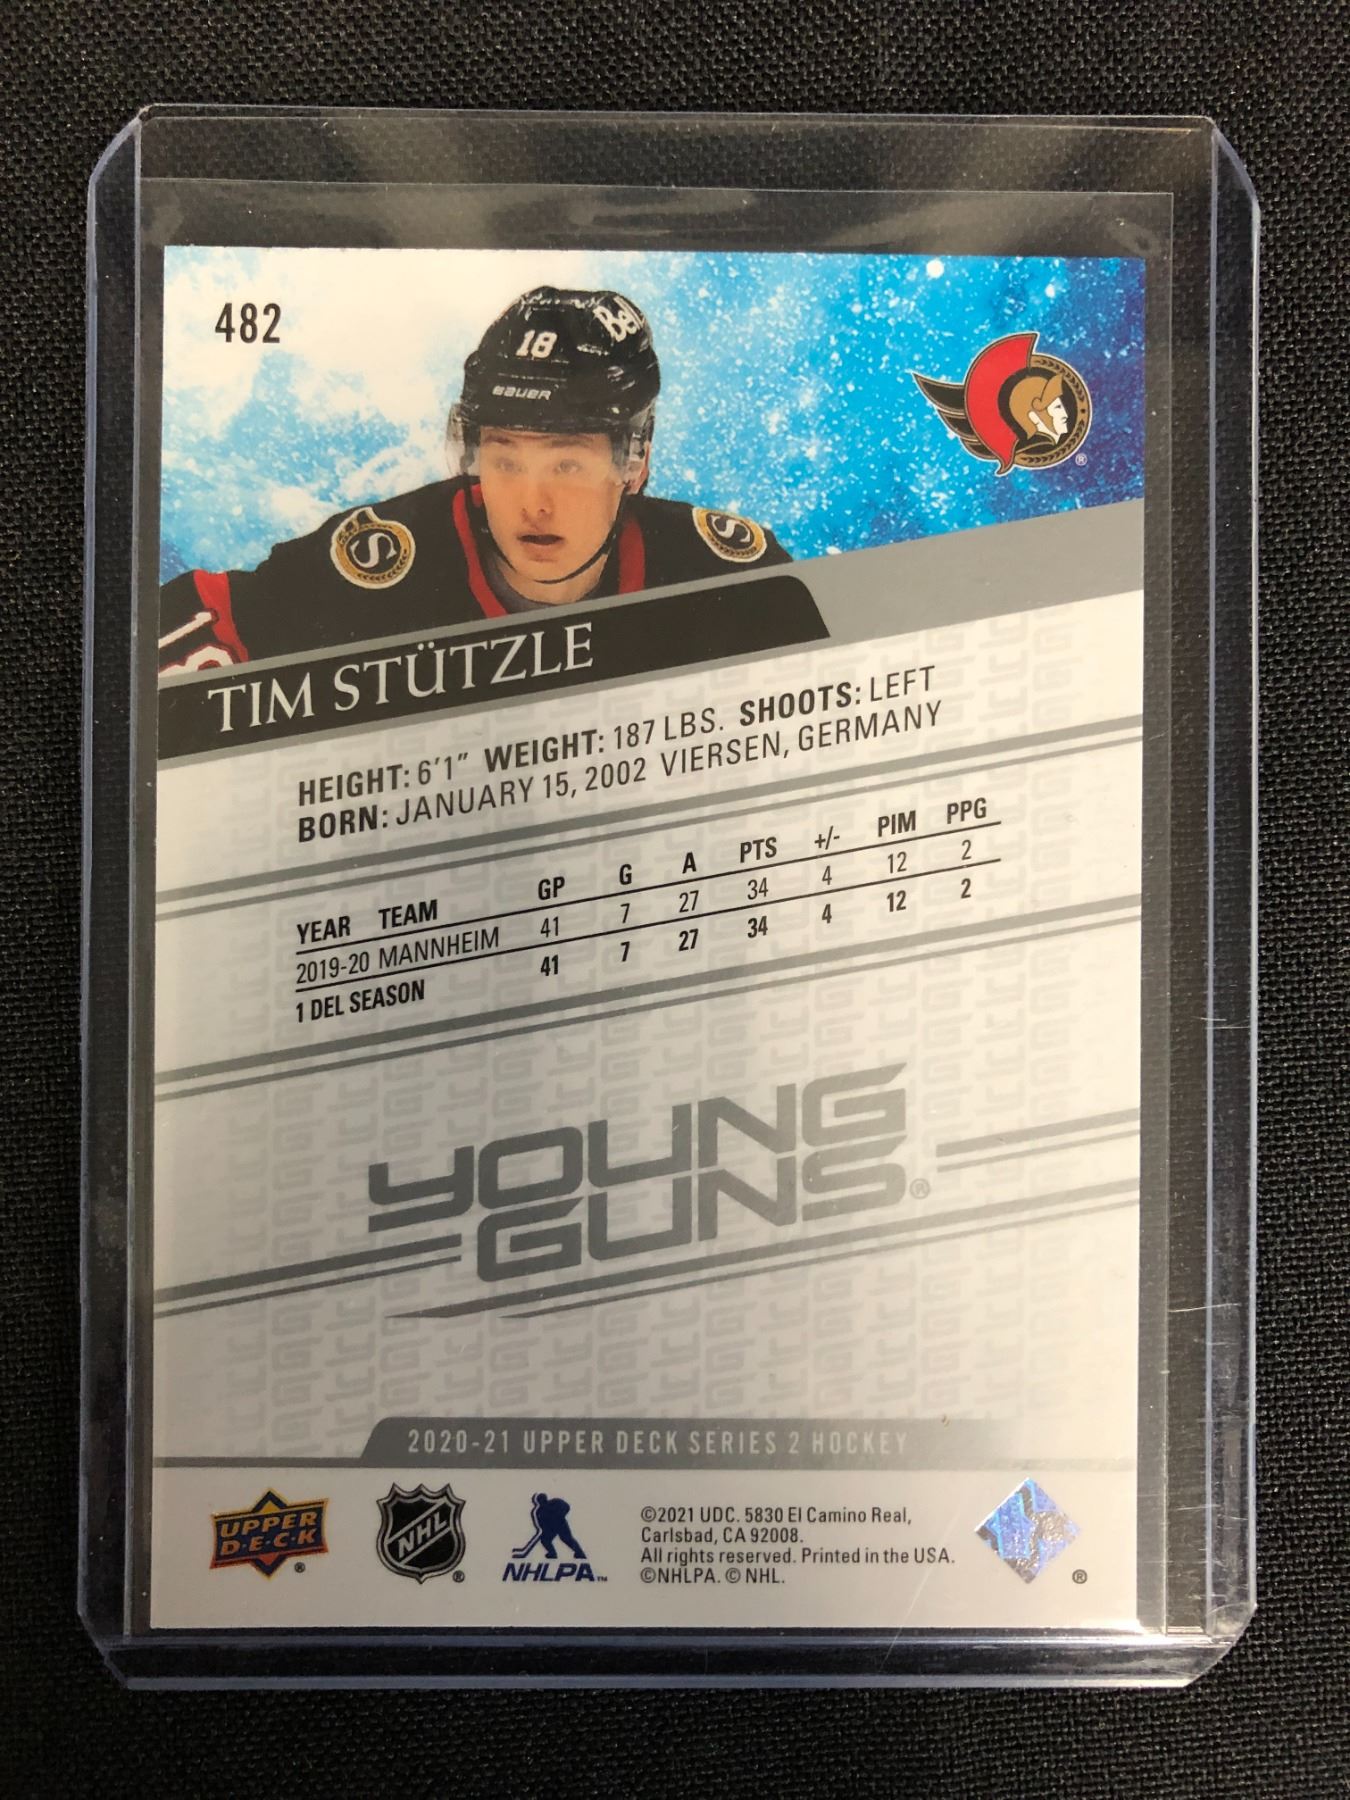 482
18
Bell
BAUER
TIM STÜTZLE
HEIGHT: 6'1" WEIGHT: 187 LBS. SHOOTS: LEFT
BORN: JANUARY 15, 2002 VIERSEN, GERMANY
YEAR TEAM GP G A PTS +/- PIM PPG
2019-20 MANNHEIM 41 7 27 34 4 12 2
1 DEL SEASON 41 7 27 34 4 12 2
YOUNG
GUNS®
2020-21 UPPER DECK SERIES 2 HOCKEY
UPPER
D·E·C·K ®
NHL ®
NHLPA™
©2021 UDC. 5830 El Camino Real,
Carlsbad, CA 92008.
All rights reserved. Printed in the USA.
©NHLPA. © NHL.
®